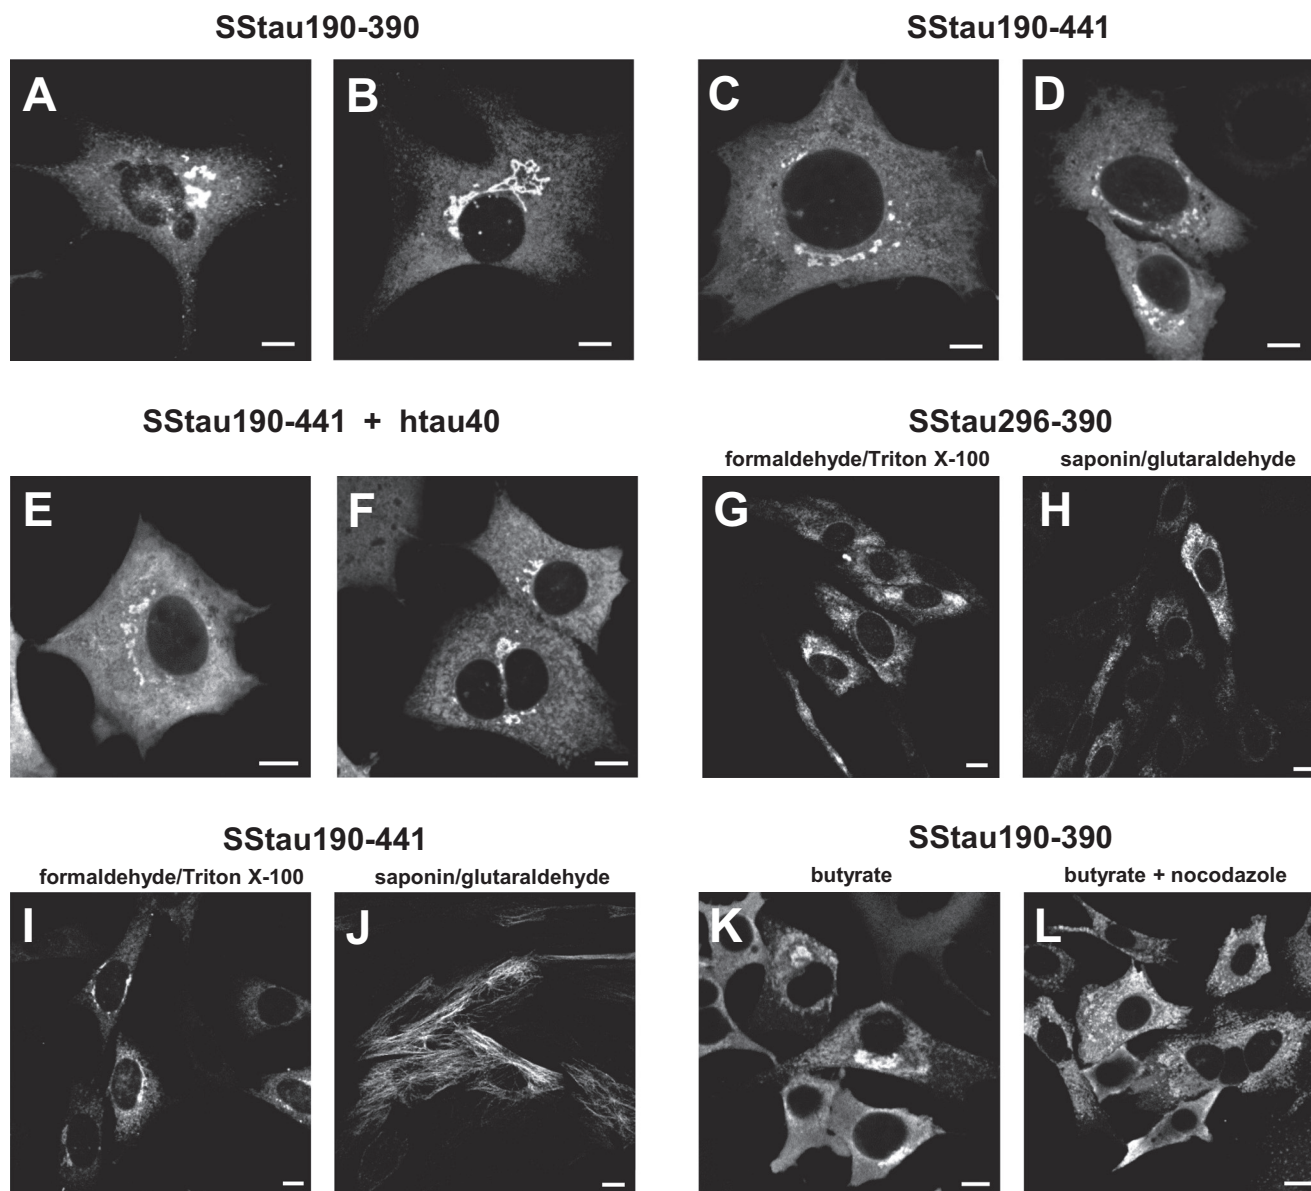 SStau190-390
SStau190-441
A
B
C
D
SStau190-441 + htau40
SStau296-390
formaldehyde/Triton X-100
saponin/glutaraldehyde
E
F
G
H
SStau190-441
SStau190-390
formaldehyde/Triton X-100
saponin/glutaraldehyde
butyrate
butyrate + nocodazole
I
J
K
L